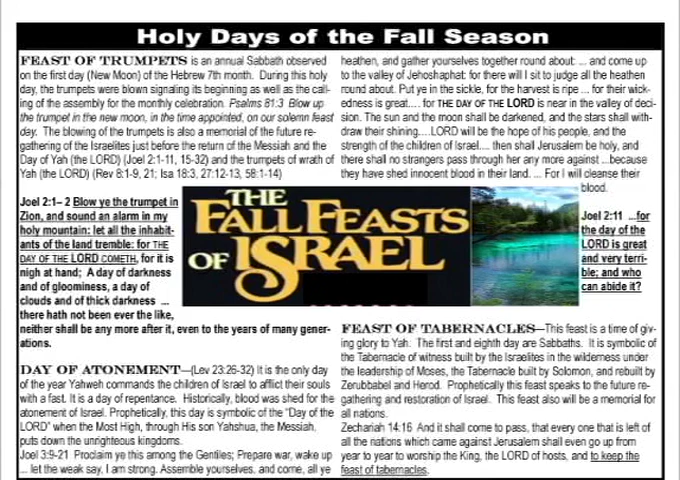 Holy Days of the Fall Season
FEAST OF TRUMPETS is an annual Sabbath observed
on the first day (New Moon) of the Hebrew 7th month. During this holy
day, the trumpets were blown signaling its beginning as well as the call-
ing of the assembly for the monthly celebration. Psalms 81:3 Blow up
the trumpet in the new moon, in the time appointed, on our solemn feast
day. The blowing of the trumpets is also a memorial of the future re-
gathering of the Israelites just before the return of the Messiah and the
Day of Yah (the LORD) (Joel 2:1-11, 15-32) and the trumpets of wrath of
Yah (the LORD) (Rev 8:1-9, 21; Isa 18:3, 27:12-13, 58:1-14)
Joel 2:1– 2 Blow ye the trumpet in
Zion, and sound an alarm in my
holy mountain: let all the inhabit-
ants of the land tremble: for THE
DAY OF THE LORD COMETH, for it is
nigh at hand; A day of darkness
and of gloominess, a day of
clouds and of thick darkness ...
there hath not been ever the like,
neither shall be any more after it, even to the years of many gener-
ations.
DAY OF ATONEMENT—(Lev 23:26-32) It is the only day
of the year Yahweh commands the children of Israel to afflict their souls
with a fast. It is a day of repentance. Historically, blood was shed for the
atonement of Israel. Prophetically, this day is symbolic of the “Day of the
LORD” when the Most High, through His son Yahshua, the Messiah,
puts down the unrighteous kingdoms.
Joel 3:9-21 Proclaim ye this among the Gentiles; Prepare war, wake up
... let the weak say, I am strong. Assemble yourselves, and come, all ye
heathen, and gather yourselves together round about: ... and come up
to the valley of Jehoshaphat: for there will I sit to judge all the heathen
round about. Put ye in the sickle, for the harvest is ripe ... for their wick-
edness is great.... for THE DAY OF THE LORD is near in the valley of deci-
sion. The sun and the moon shall be darkened, and the stars shall with-
draw their shining....LORD will be the hope of his people, and the
strength of the children of Israel.... then shall Jerusalem be holy, and
there shall no strangers pass through her any more against ...because
they have shed innocent blood in their land. ... For I will cleanse their
blood.
THE
FALL FEASTS
OF ISRAEL
Joel 2:11 ...for
the day of the
LORD is great
and very terri-
ble; and who
can abide it?
FEAST OF TABERNACLES—This feast is a time of giv-
ing glory to Yah. The first and eighth day are Sabbaths. It is symbolic of
the Tabernacle of witness built by the Israelites in the wilderness under
the leadership of Moses, the Tabernacle built by Solomon, and rebuilt by
Zerubbabel and Herod. Prophetically this feast speaks to the future re-
gathering and restoration of Israel. This feast also will be a memorial for
all nations.
Zechariah 14:16 And it shall come to pass, that every one that is left of
all the nations which came against Jerusalem shall even go up from
year to year to worship the King, the LORD of hosts, and to keep the
feast of tabernacles.